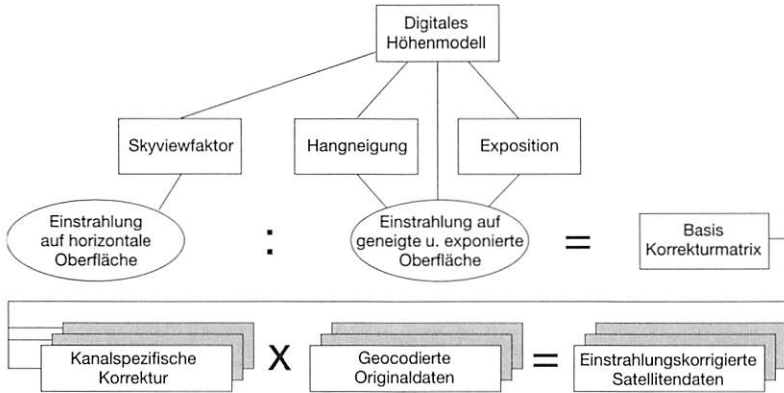 Digitales
Höhenmodell
Skyviewfaktor
Hangneigung
Exposition
Einstrahlung
auf horizontale
Oberfläche
:
Einstrahlung auf
geneigte u. exponierte
Oberfläche
=
Basis
Korrekturmatrix
Kanalspezifische
Korrektur
X
Geocodierte
Originaldaten
=
Einstrahlungskorrigierte
Satellitendaten